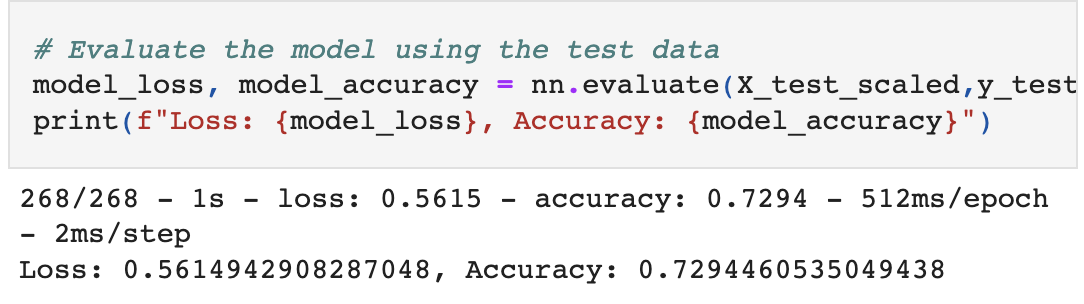 # Evaluate the model using the test data
model_loss, model_accuracy = nn.evaluate(X_test_scaled,y_test
print(f"Loss: {model_loss}, Accuracy: {model_accuracy}")
268/268 - 1s - loss: 0.5615 - accuracy: 0.7294 - 512ms/epoch
- 2ms/step
Loss: 0.5614942908287048, Accuracy: 0.7294460535049438